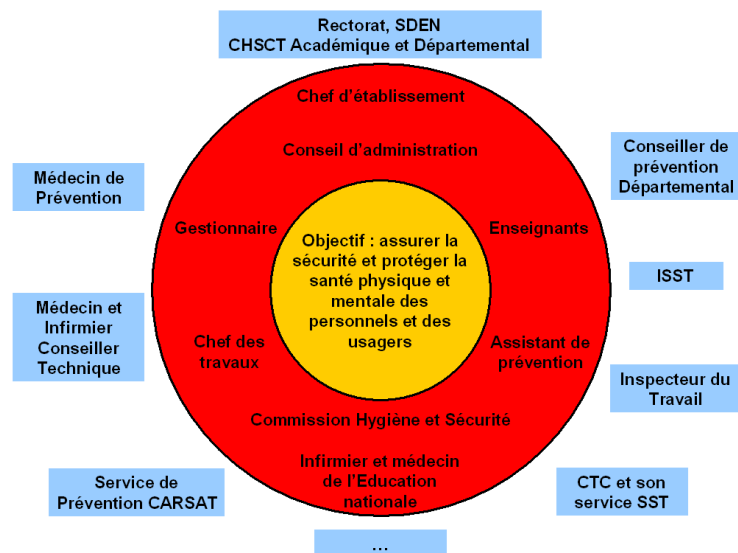 Rectorat, SDEN
CHSCT Académique et Départemental
Chef d'établissement
Conseil d'administration
Conseiller de
prévention
Départemental
Médecin de
Prévention
Gestionnaire
Enseignants
Objectif : assurer la
sécurité et protéger la
santé physique et
mentale des
personnels et des
usagers
ISST
Médecin et
Infirmier
Conseiller
Technique
Chef des
travaux
Assistant de
prévention
Inspecteur du
Travail
Commission Hygiène et Sécurité
Infirmier et médecin
de l'Education
nationale
Service de
Prévention CARSAT
CTC et son
service SST
...